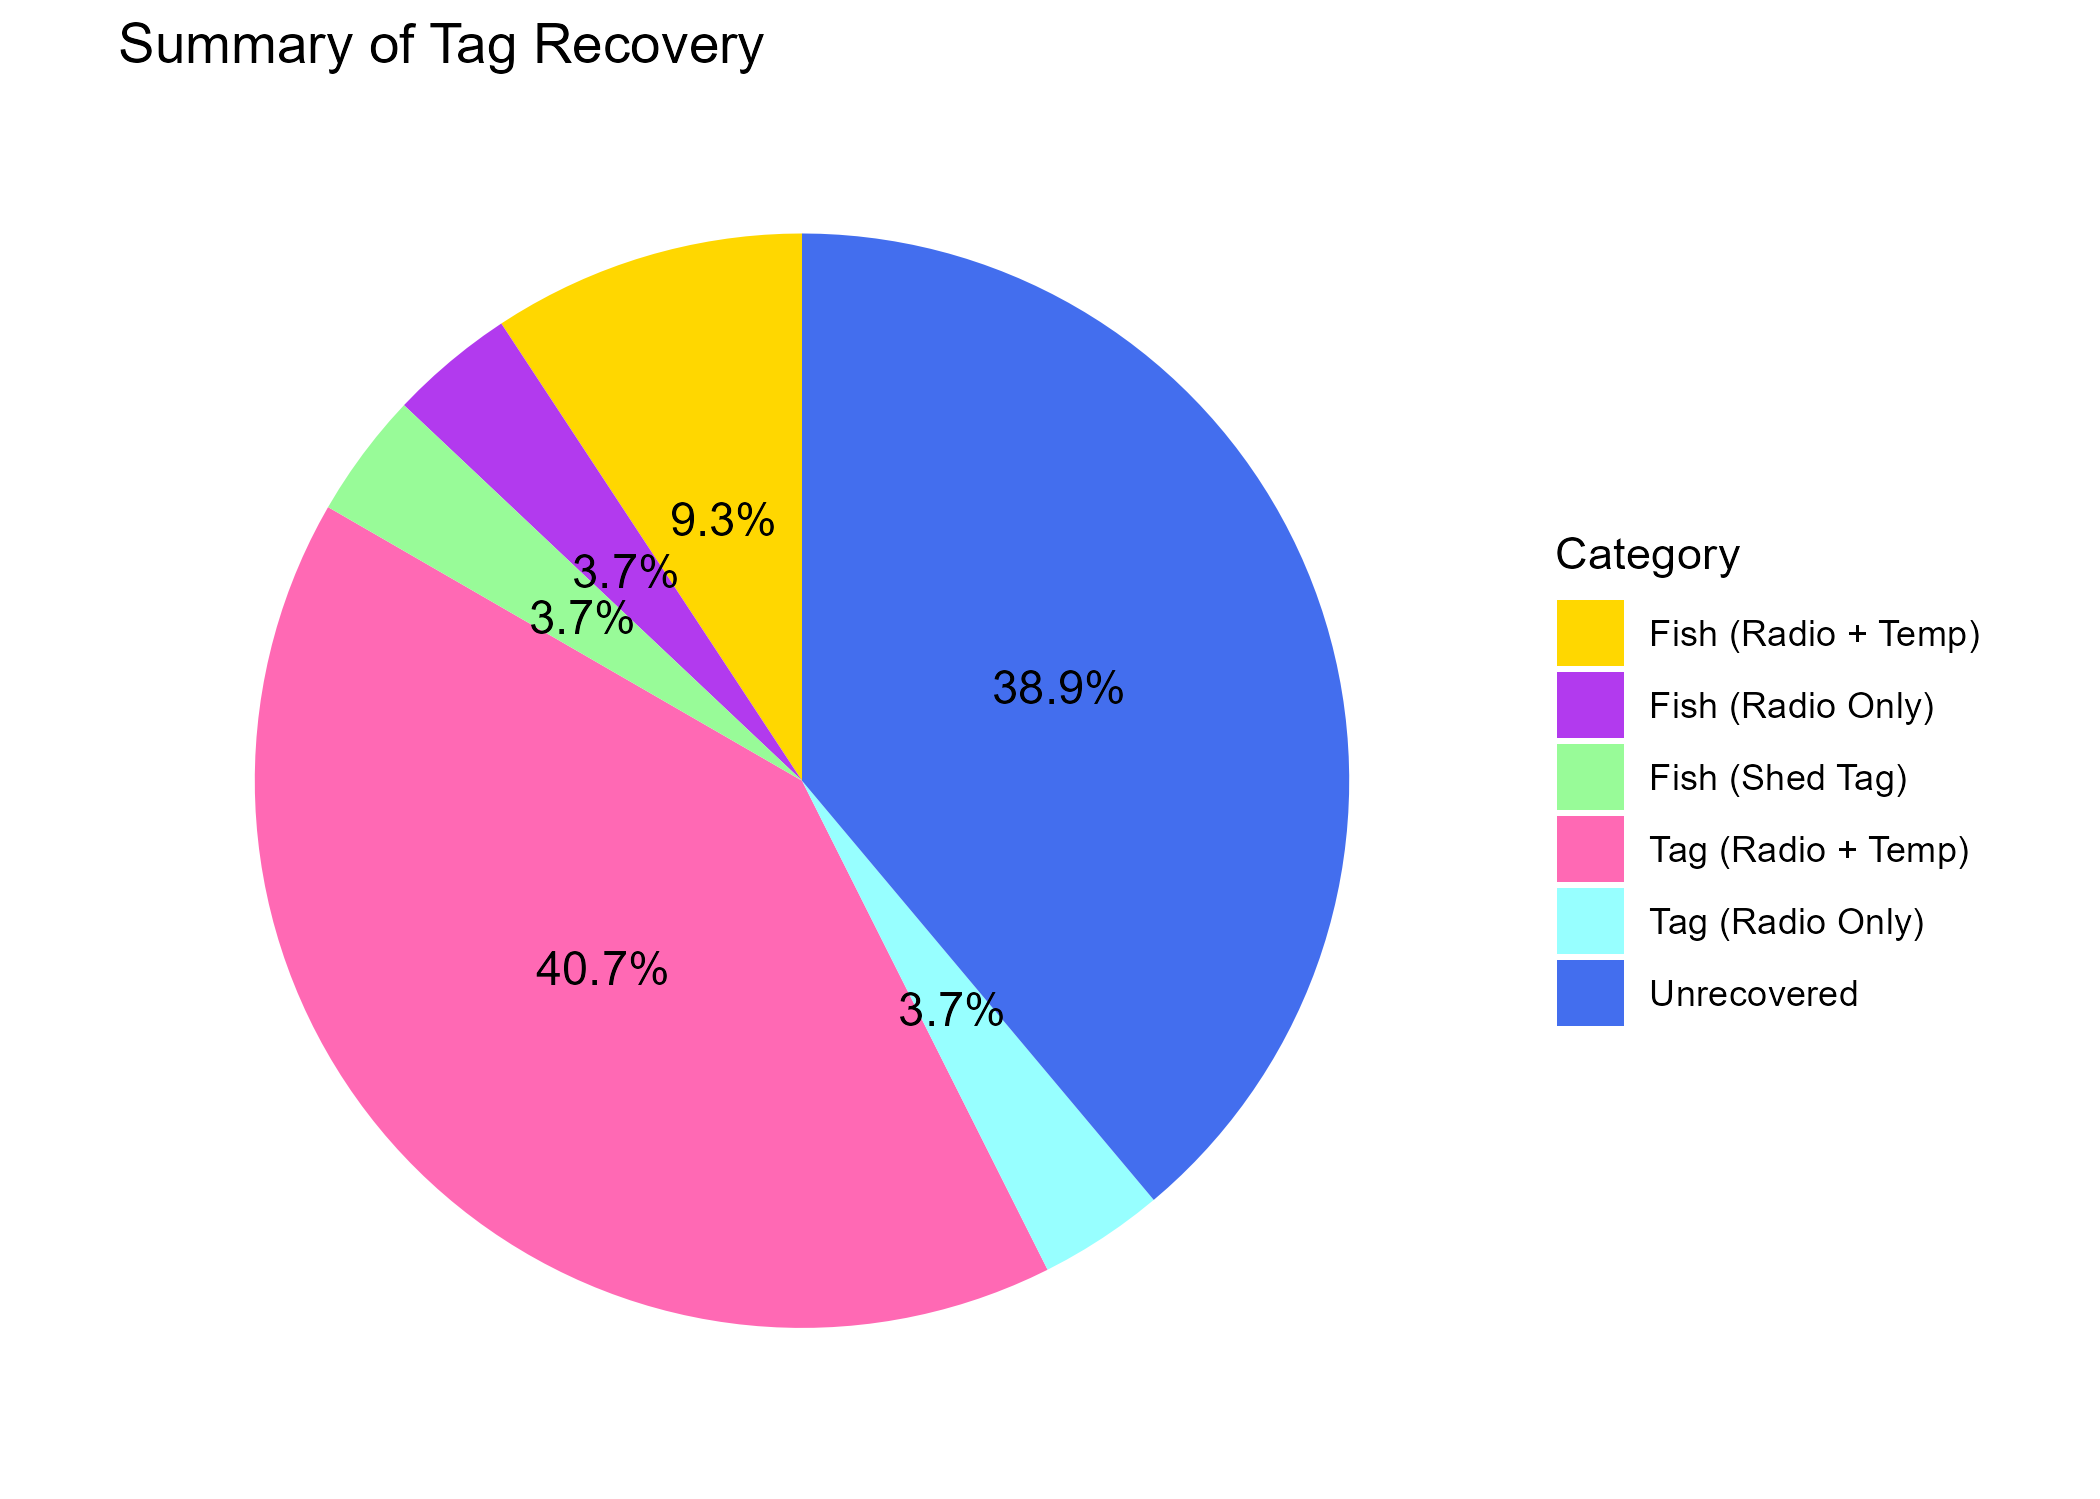 Summary of Tag Recovery
9.3%
3.7%
3.7%
38.9%
40.7%
3.7%
Category
Fish (Radio + Temp)
Fish (Radio Only)
Fish (Shed Tag)
Tag (Radio + Temp)
Tag (Radio Only)
Unrecovered